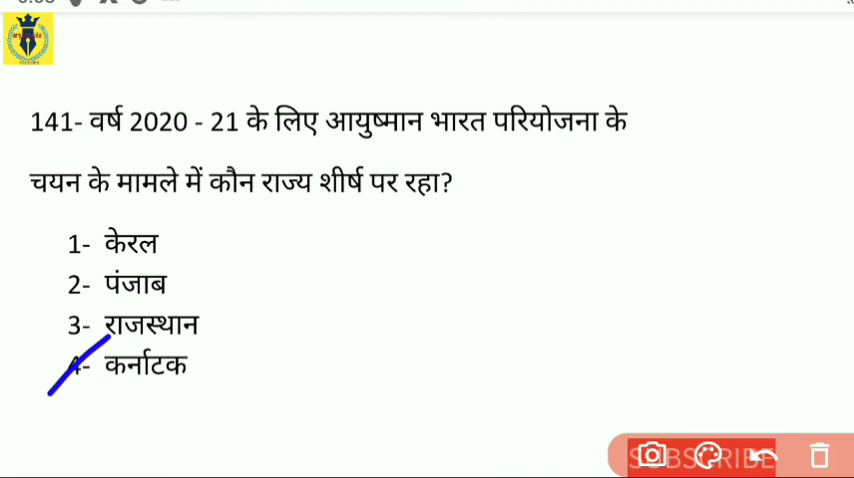 141- वर्ष 2020 - 21 के लिए आयुष्मान भारत परियोजना के
चयन के मामले में कौन राज्य शीर्ष पर रहा?
1- केरल
2- पंजाब
3- राजस्थान
4- कर्नाटक
SUBSCRIBE